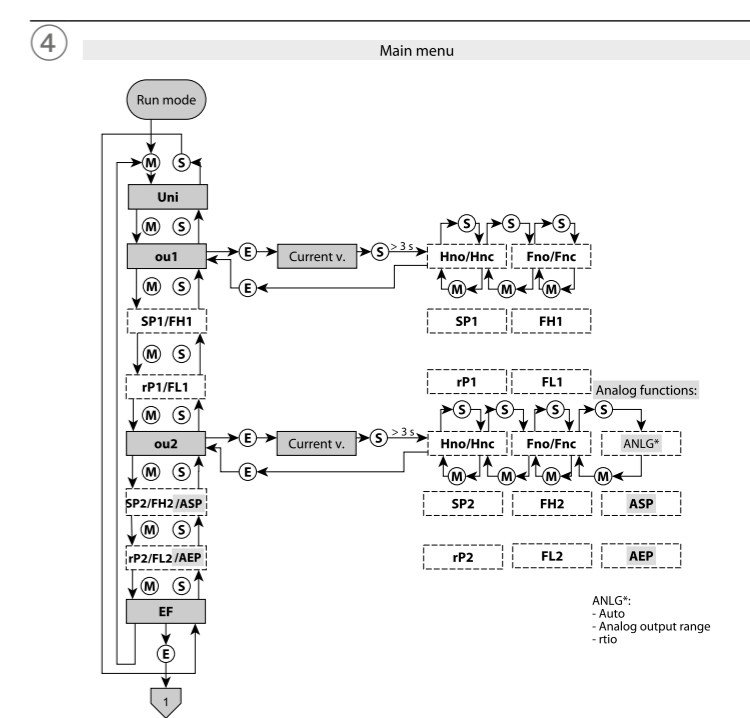 4
Main menu
Run mode
M S
Uni
M S
S S S
ou1 E Current v. S > 3 s Hno/Hnc Fno/Fnc
E M M M
M S
SP1/FH1 SP1 FH1
M S
rP1/FL1 rP1 FL1
Analog functions:
M S
S S S
ou2 E Current v. S > 3 s Hno/Hnc Fno/Fnc ANLG*
E M M M
M S
SP2/FH2/ASP SP2 FH2 ASP
M S
rP2/FL2/AEP rP2 FL2 AEP
M S
EF
ANLG*:
- Auto
- Analog output range
- rtio
E
1